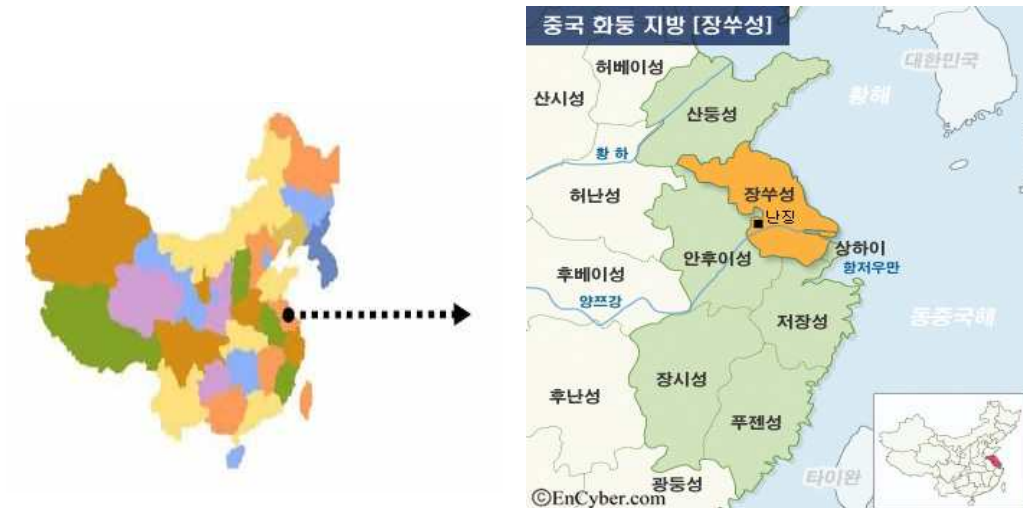 중국 화둥 지방 [장쑤성]
대한민국
허베이성
산시성
황해
산둥성
황 하
허난성
장쑤성
난징
상하이
안후이성
항저우만
후베이성
양쯔강
동중국해
저장성
장시성
후난성
푸젠성
타이완
광둥성
©EnCyber.com